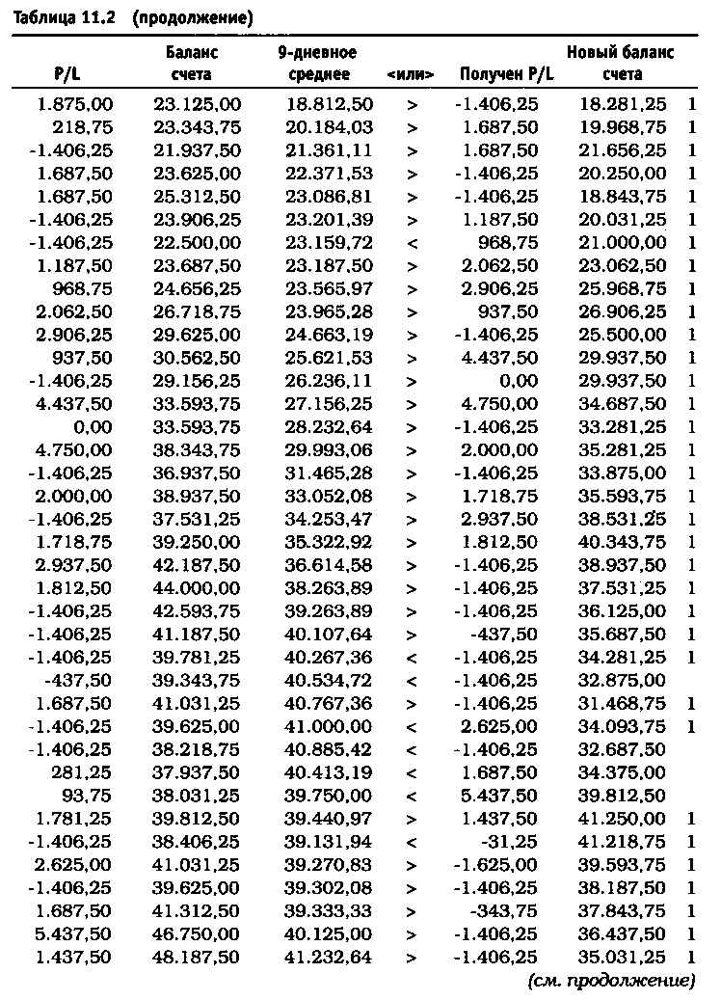 Таблица 11.2 (продолжение)
P/L Баланс счета 9-дневное среднее <или> Получен P/L Новый баланс счета
1.875,00 23.125,00 18.812,50 > -1.406,25 18.281,25 1
218,75 23.343,75 20.184,03 > 1.687,50 19.968,75 1
-1.406,25 21.937,50 21.361,11 > 1.687,50 21.656,25 1
1.687,50 23.625,00 22.371,53 > -1.406,25 20.250,00 1
1.687,50 25.312,50 23.086,81 > -1.406,25 18.843,75 1
-1.406,25 23.906,25 23.201,39 > 1.187,50 20.031,25 1
-1.406,25 22.500,00 23.159,72 < 968,75 21.000,00 1
1.187,50 23.687,50 23.187,50 > 2.062,50 23.062,50 1
968,75 24.656,25 23.565,97 > 2.906,25 25.968,75 1
2.062,50 26.718,75 23.965,28 > 937,50 26.906,25 1
2.906,25 29.625,00 24.663,19 > -1.406,25 25.500,00 1
937,50 30.562,50 25.621,53 > 4.437,50 29.937,50 1
-1.406,25 29.156,25 26.236,11 > 0,00 29.937,50 1
4.437,50 33.593,75 27.156,25 > 4.750,00 34.687,50 1
0,00 33.593,75 28.232,64 > -1.406,25 33.281,25 1
4.750,00 38.343,75 29.993,06 > 2.000,00 35.281,25 1
-1.406,25 36.937,50 31.465,28 > -1.406,25 33.875,00 1
2.000,00 38.937,50 33.052,08 > 1.718,75 35.593,75 1
-1.406,25 37.531,25 34.253,47 > 2.937,50 38.531,25 1
1.718,75 39.250,00 35.322,92 > 1.812,50 40.343,75 1
2.937,50 42.187,50 36.614,58 > -1.406,25 38.937,50 1
1.812,50 44.000,00 38.263,89 > -1.406,25 37.531,25 1
-1.406,25 42.593,75 39.263,89 > -1.406,25 36.125,00 1
-1.406,25 41.187,50 40.107,64 > -437,50 35.687,50 1
-1.406,25 39.781,25 40.267,36 < -1.406,25 34.281,25 1
-437,50 39.343,75 40.534,72 < -1.406,25 32.875,00
1.687,50 41.031,25 40.767,36 > -1.406,25 31.468,75 1
-1.406,25 39.625,00 41.000,00 < 2.625,00 34.093,75 1
-1.406,25 38.218,75 40.885,42 < -1.406,25 32.687,50
281,25 37.937,50 40.413,19 < 1.687,50 34.375,00
93,75 38.031,25 39.750,00 < 5.437,50 39.812,50
1.781,25 39.812,50 39.440,97 > 1.437,50 41.250,00 1
-1.406,25 38.406,25 39.131,94 < -31,25 41.218,75 1
2.625,00 41.031,25 39.270,83 > -1.625,00 39.593,75 1
-1.406,25 39.625,00 39.302,08 > -1.406,25 38.187,50 1
1.687,50 41.312,50 39.333,33 > -343,75 37.843,75 1
5.437,50 46.750,00 40.125,00 > -1.406,25 36.437,50 1
1.437,50 48.187,50 41.232,64 > -1.406,25 35.031,25 1
(см. продолжение)